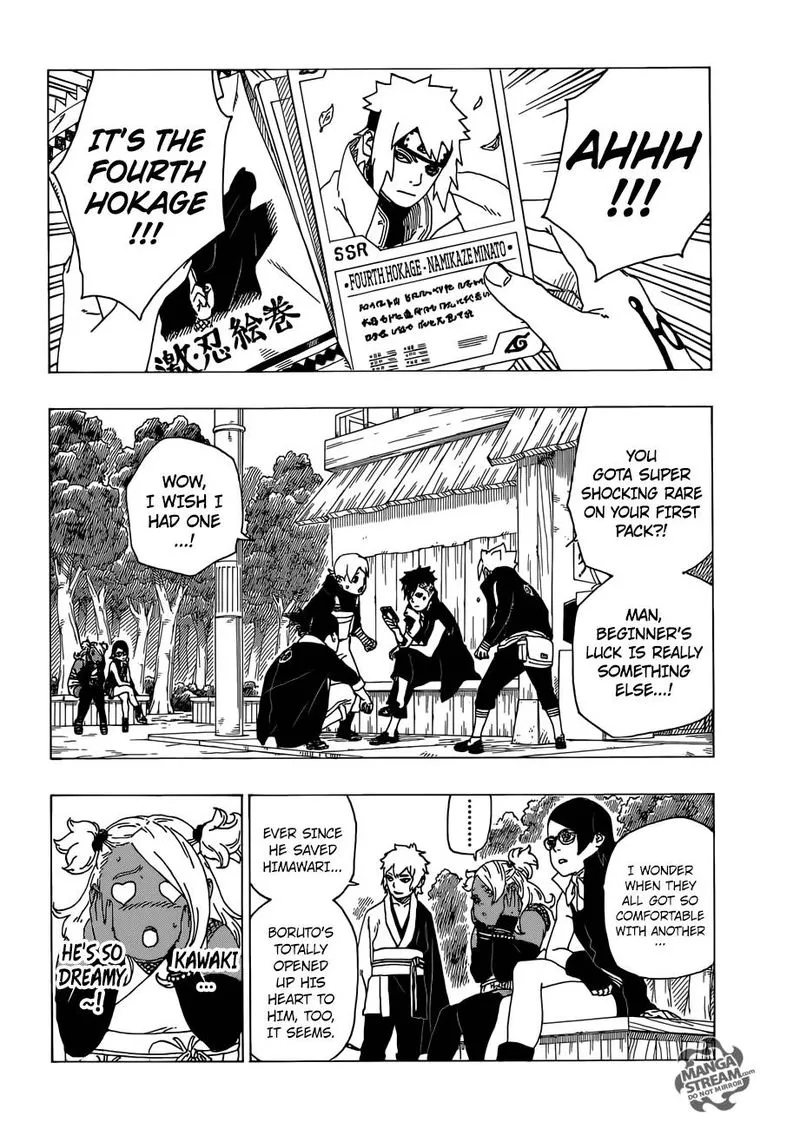 AHHH
!!!
IT'S THE
FOURTH
HOKAGE
!!!
SSR
• FOURTH HOKAGE - NAMIKAZE MINATO •
激・忍絵巻
YOU
GOTA SUPER
SHOCKING RARE
ON YOUR FIRST
PACK?!
MAN,
BEGINNER'S
LUCK IS REALLY
SOMETHING
ELSE...!
WOW,
I WISH I
HAD ONE
...!
I WONDER
WHEN THEY
ALL GOT SO
COMFORTABLE
WITH ANOTHER
...
.........
EVER SINCE
HE SAVED
HIMAWARI...
BORUTO'S
TOTALLY
OPENED
UP HIS
HEART TO
HIM, TOO,
IT SEEMS.
KAWAKI
...
HE'S SO
DREAMY
~!
MANGA
STREAM.com
DO NOT MIRROR